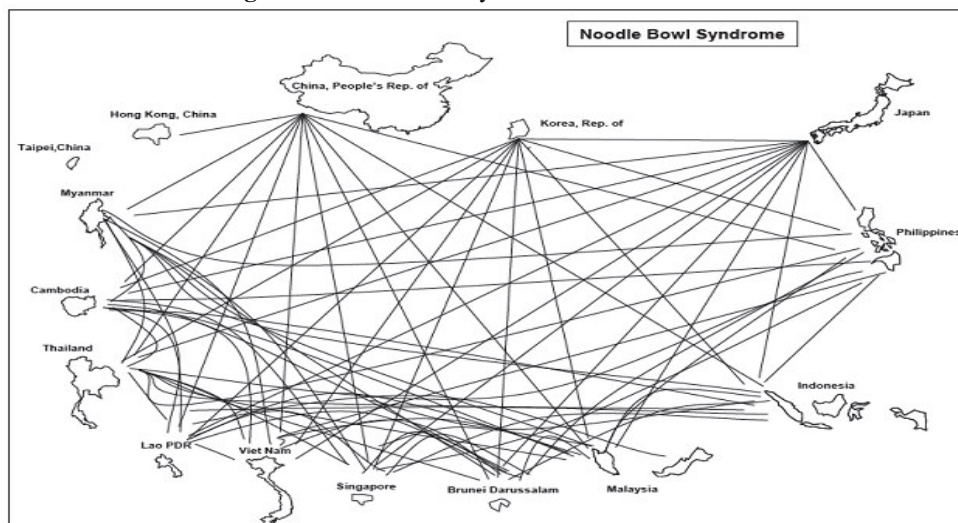 Noodle Bowl Syndrome
China, People's Rep. of
Hong Kong, China
Korea, Rep. of
Japan
Taipei,China
Myanmar
Philippines
Cambodia
Thailand
Indonesia
Lao PDR
Viet Nam
Singapore
Brunei Darussalam
Malaysia